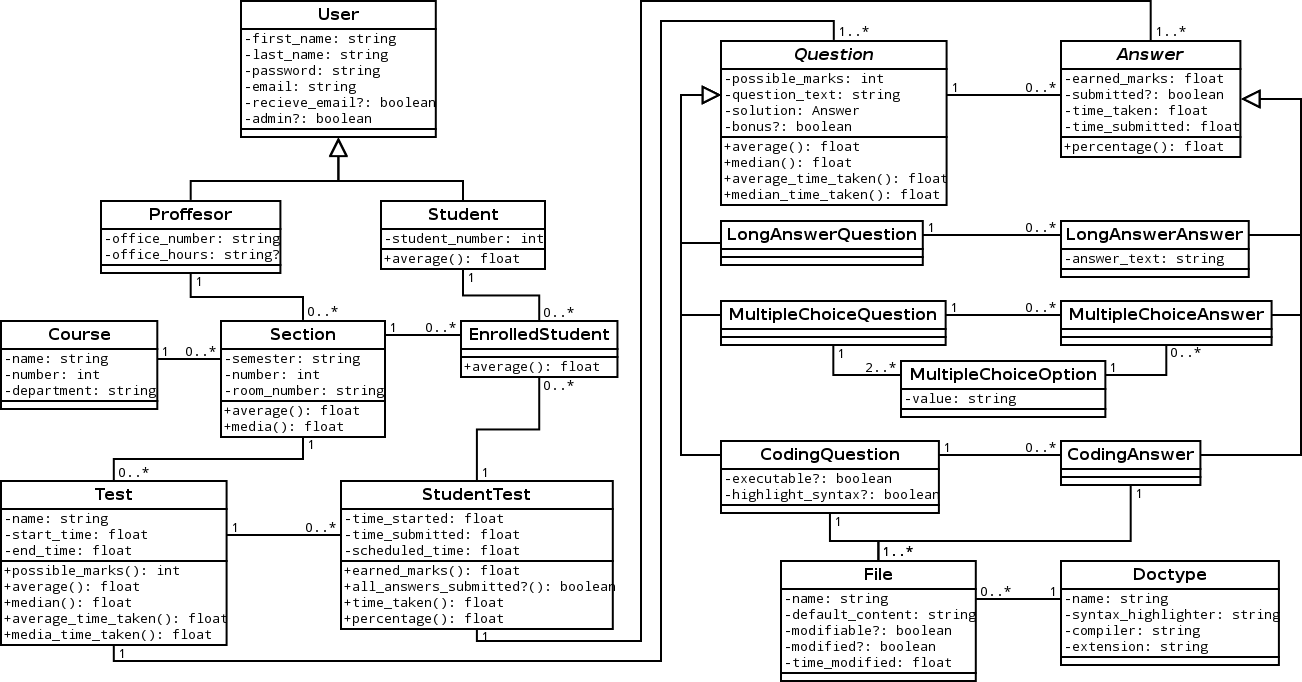 User
-first_name: string
-last_name: string
-password: string
-email: string
-recieve_email?: boolean
-admin?: boolean
Proffesor
-office_number: string
-office_hours: string?
1
Student
-student_number: int
+average(): float
1
Course
-name: string
-number: int
-department: string
1
0..*
0..*
Section
-semester: string
-number: int
-room_number: string
+average(): float
+media(): float
1
0..*
1
0..*
EnrolledStudent
+average(): float
0..*
0..*
Test
-name: string
-start_time: float
-end_time: float
+possible_marks(): int
+average(): float
+median(): float
+average_time_taken(): float
+media_time_taken(): float
1
1
0..*
1
StudentTest
-time_started: float
-time_submitted: float
-scheduled_time: float
+earned_marks(): float
+all_answers_submitted?(): boolean
+time_taken(): float
+percentage(): float
1
1..*
Question
-possible_marks: int
-question_text: string
-solution: Answer
-bonus?: boolean
+average(): float
+median(): float
+average_time_taken(): float
+median_time_taken(): float
1
0..*
1..*
Answer
-earned_marks: float
-submitted?: boolean
-time_taken: float
-time_submitted: float
+percentage(): float
LongAnswerQuestion
1
0..*
LongAnswerAnswer
-answer_text: string
MultipleChoiceQuestion
1
0..*
MultipleChoiceAnswer
1
2..*
MultipleChoiceOption
-value: string
1
0..*
CodingQuestion
-executable?: boolean
-highlight_syntax?: boolean
1
0..*
CodingAnswer
1
1
1..*
File
-name: string
-default_content: string
-modifiable?: boolean
-modified?: boolean
-time_modified: float
0..*
1
Doctype
-name: string
-syntax_highlighter: string
-compiler: string
-extension: string